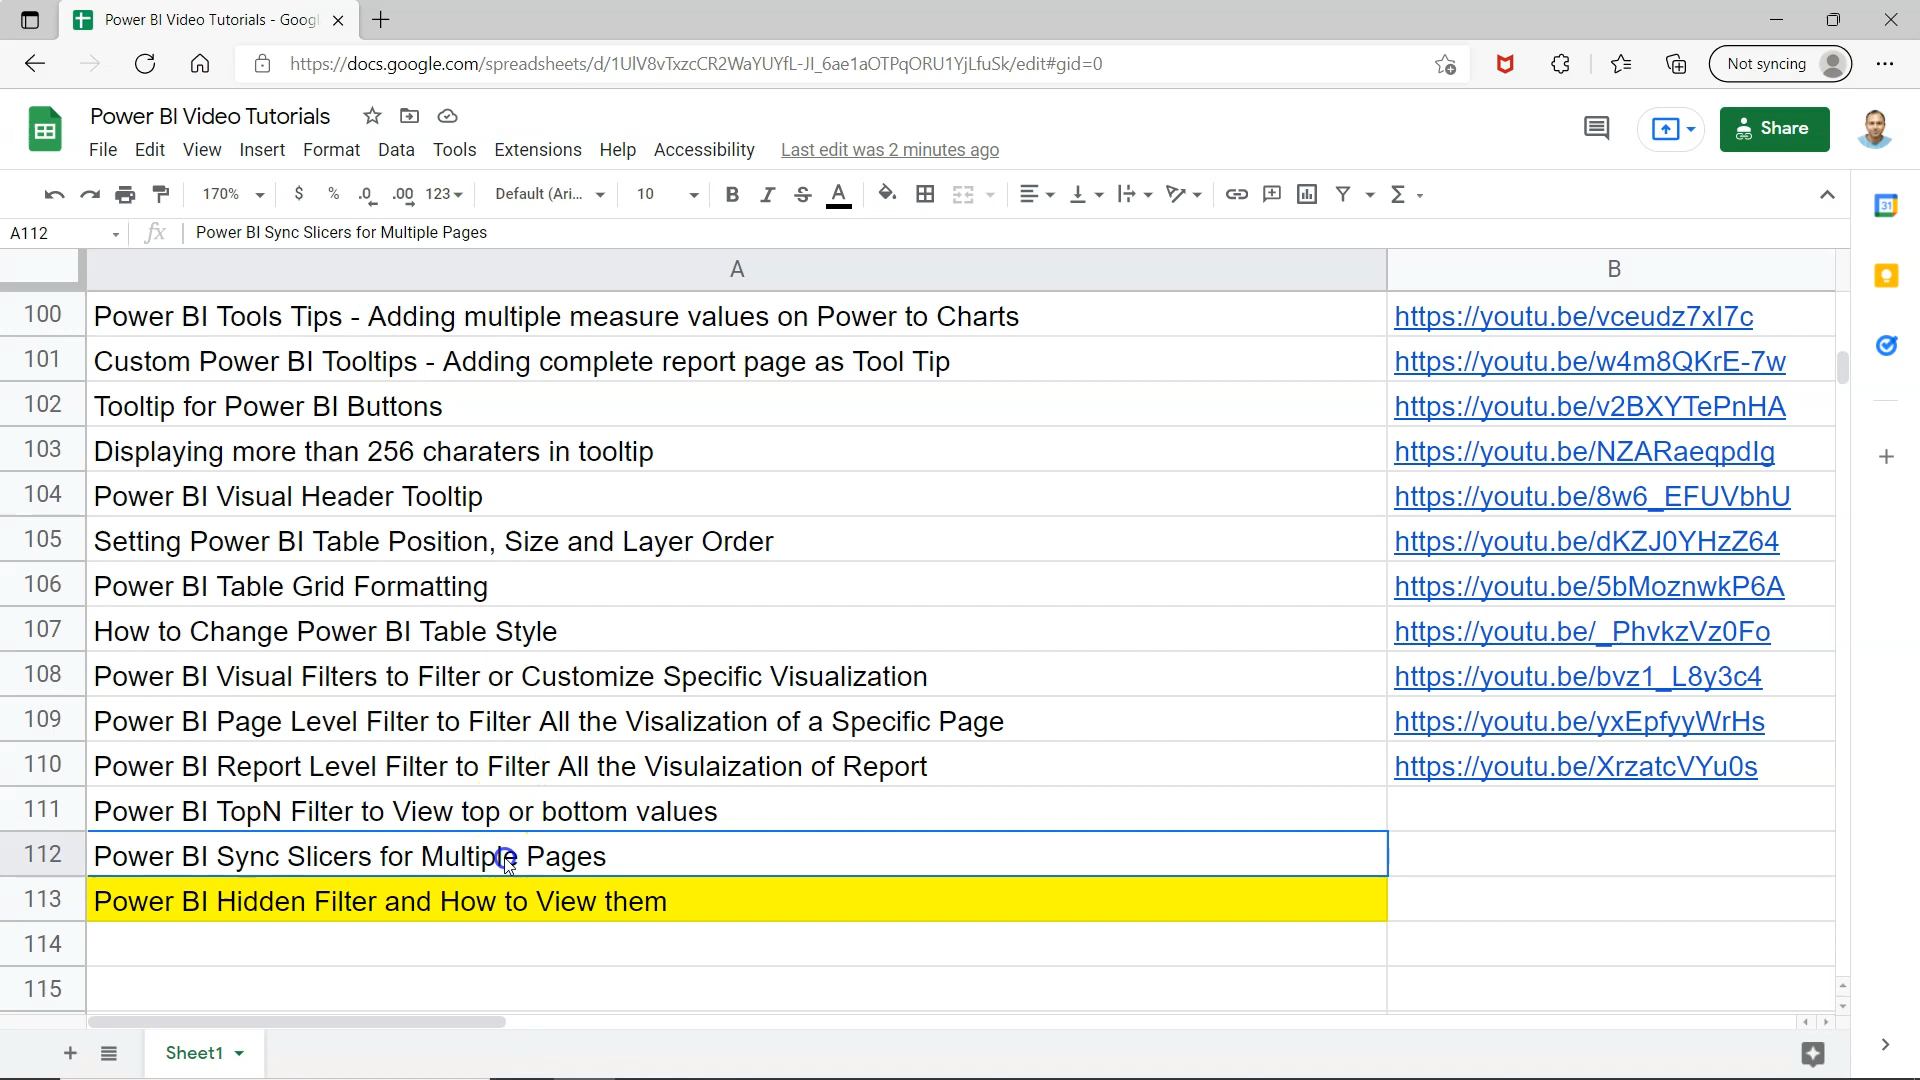 Power BI Video Tutorials - Goog
https://docs.google.com/spreadsheets/d/1UlV8vTxzcCR2WaYUYfL-JI_6ae1aOTPqORU1YjLfuSk/edit#gid=0
Not syncing
Power BI Video Tutorials
Share
File Edit View Insert Format Data Tools Extensions Help Accessibility Last edit was 2 minutes ago
170% $ % .0 .00 123 Default (Ari... 10 B I S A Σ
31
A112 fx Power BI Sync Slicers for Multiple Pages
A B
100 Power BI Tools Tips - Adding multiple measure values on Power to Charts https://youtu.be/vceudz7xI7c
101 Custom Power BI Tooltips - Adding complete report page as Tool Tip https://youtu.be/w4m8QKrE-7w
102 Tooltip for Power BI Buttons https://youtu.be/v2BXYTePnHA
103 Displaying more than 256 charaters in tooltip https://youtu.be/NZARaeqpdlg
104 Power BI Visual Header Tooltip https://youtu.be/8w6_EFUVbhU
105 Setting Power BI Table Position, Size and Layer Order https://youtu.be/dKZJ0YHzZ64
106 Power BI Table Grid Formatting https://youtu.be/5bMoznwkP6A
107 How to Change Power BI Table Style https://youtu.be/_PhvkzVz0Fo
108 Power BI Visual Filters to Filter or Customize Specific Visualization https://youtu.be/bvz1_L8y3c4
109 Power BI Page Level Filter to Filter All the Visalization of a Specific Page https://youtu.be/yxEpfyyWrHs
110 Power BI Report Level Filter to Filter All the Visulaization of Report https://youtu.be/XrzatcVYu0s
111 Power BI TopN Filter to View top or bottom values
112 Power BI Sync Slicers for Multiple Pages
113 Power BI Hidden Filter and How to View them
114
115
Sheet1